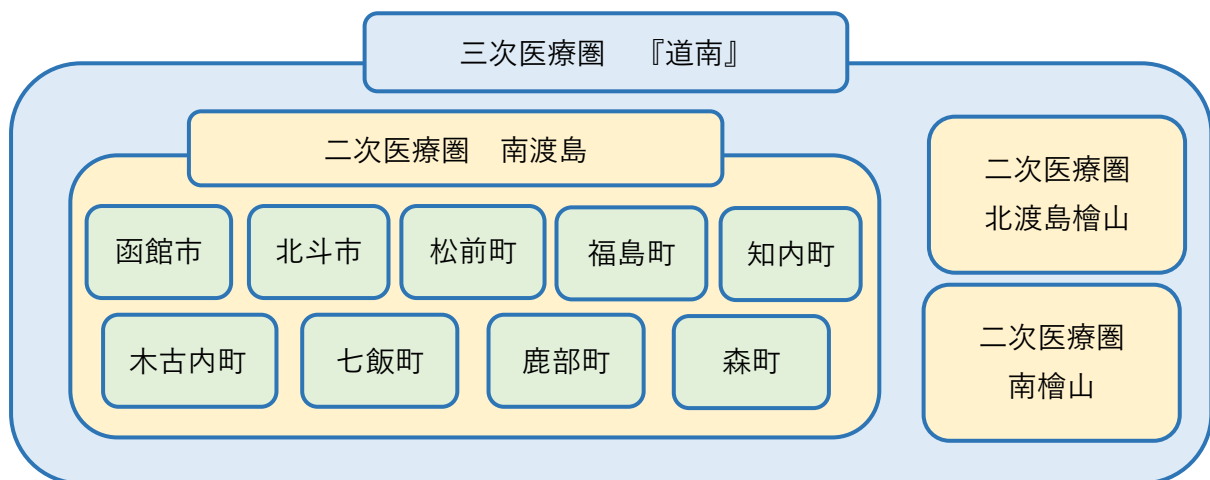 三次医療圏　『道南』
二次医療圏　南渡島
函館市
北斗市
松前町
福島町
知内町
木古内町
七飯町
鹿部町
森町
二次医療圏
北渡島檜山
二次医療圏
南檜山